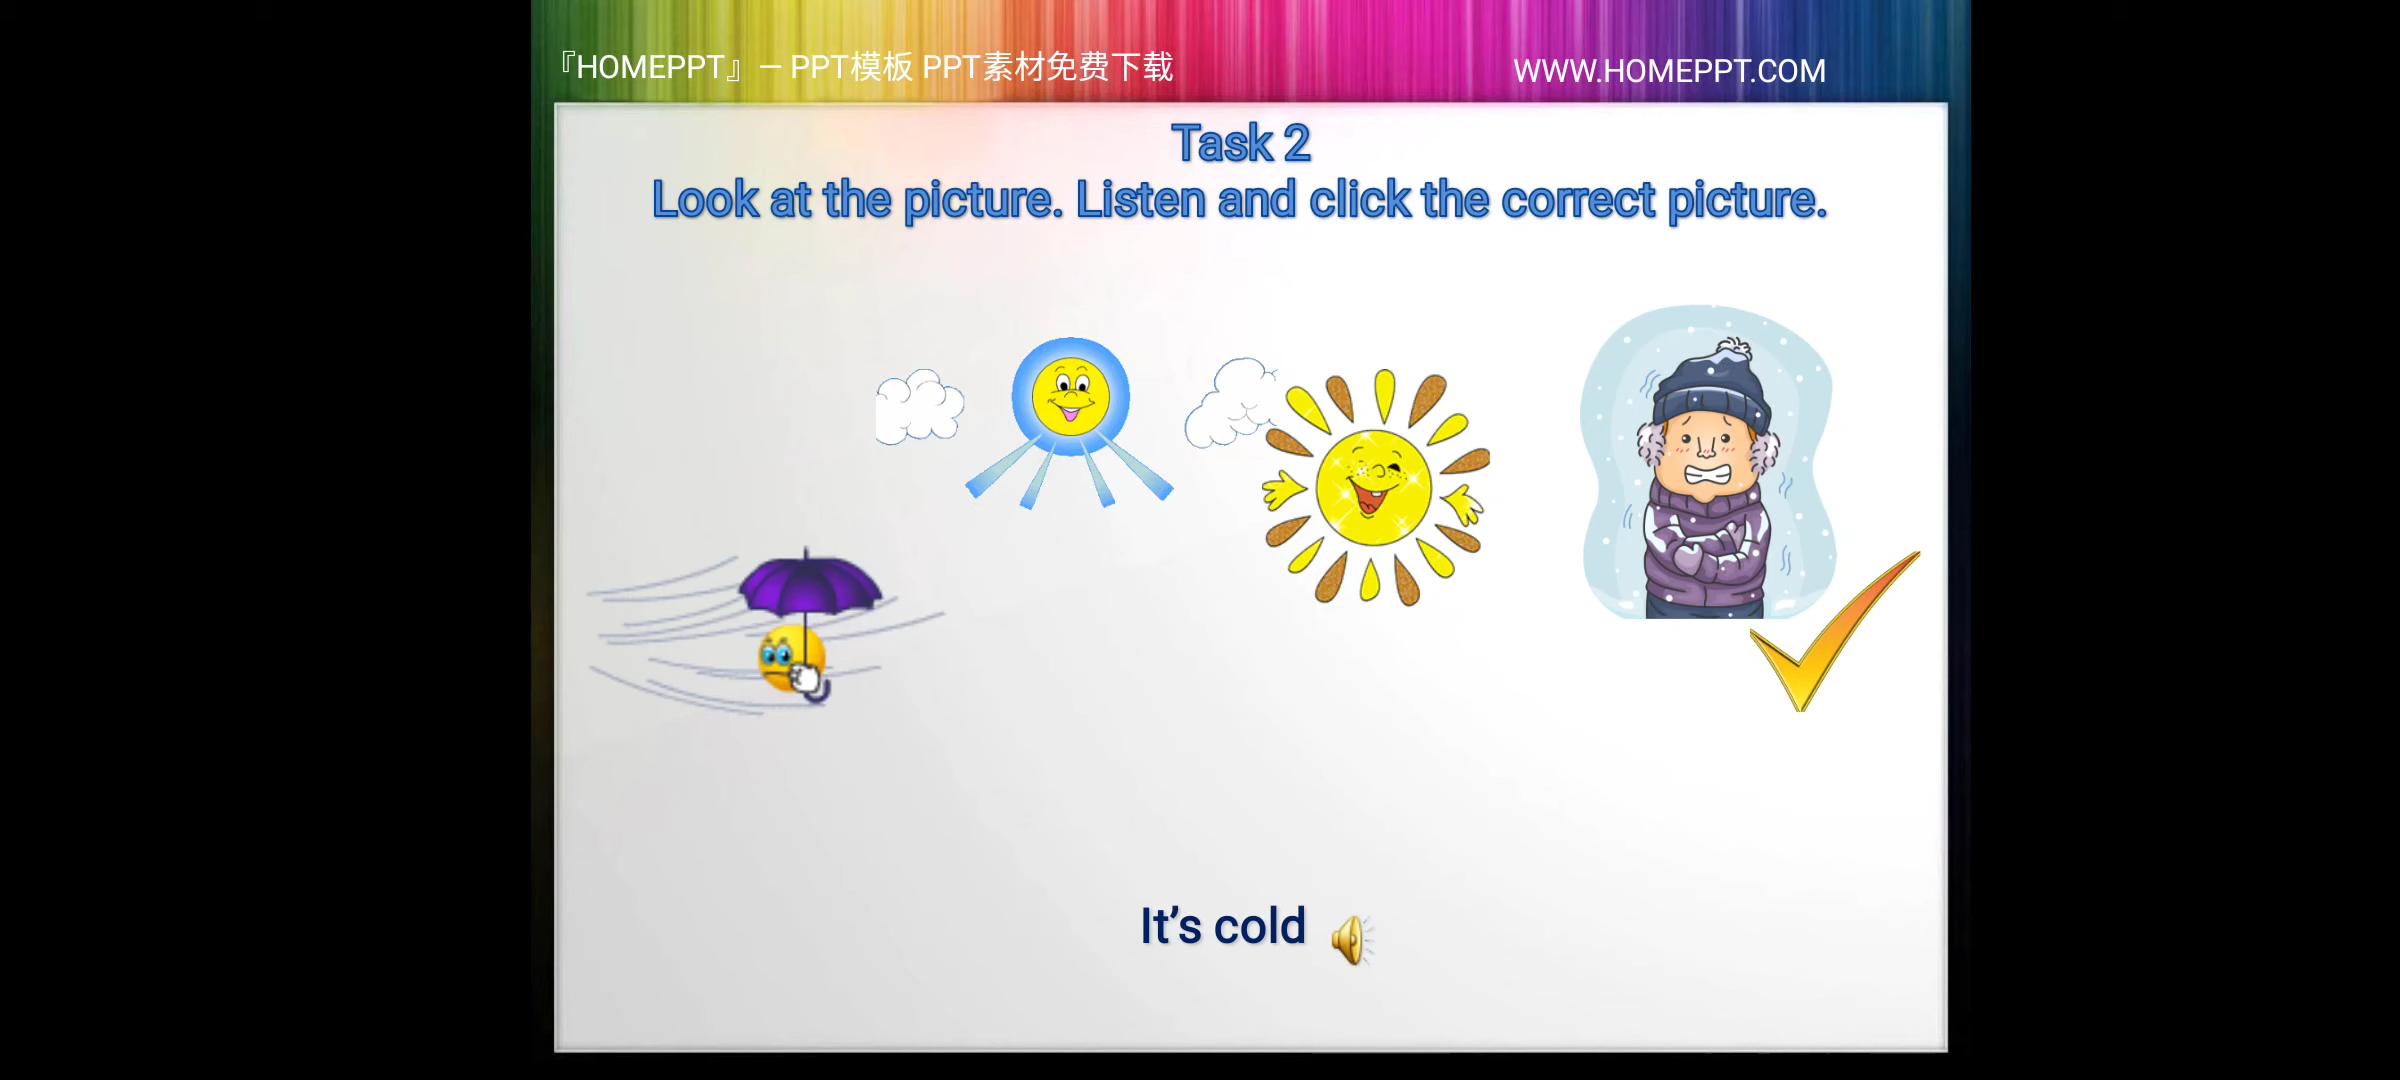 『HOMEPPT』 – PPT模板 PPT素材免费下载
WWW.HOMEPPT.COM
Task 2
Look at the picture. Listen and click the correct picture.
It’s cold